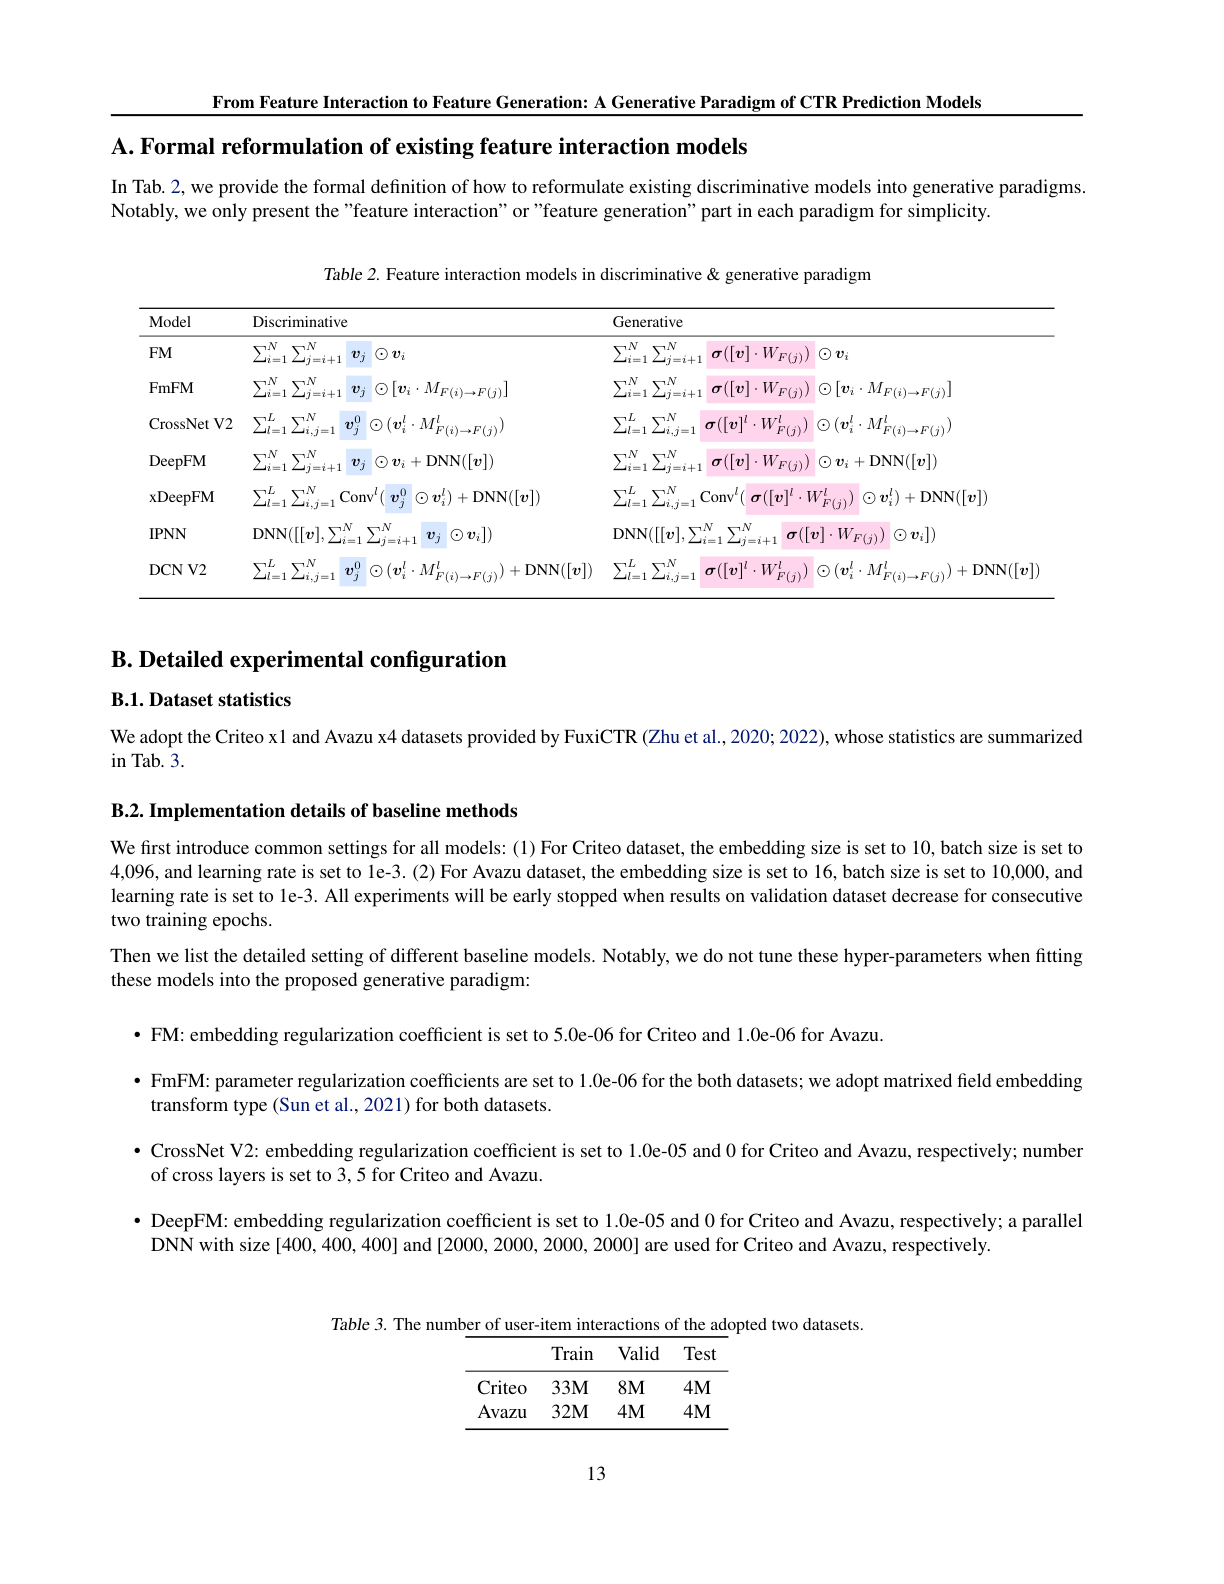 From Feature Interaction to Feature Generation: A Generative Paradigm of CTR Prediction Models
A. Formal reformulation of existing feature interaction models
In Tab. 2, we provide the formal definition of how to reformulate existing discriminative models into generative paradigms.
Notably, we only present the ”feature interaction” or ”feature generation” part in each paradigm for simplicity.
Table 2. Feature interaction models in discriminative & generative paradigm
Model Discriminative Generative
FM ∑_{i=1}^{N} ∑_{j=i+1}^{N} v_j ⊙ v_i ∑_{i=1}^{N} ∑_{j=i+1}^{N} σ([v] · W_{F(j)}) ⊙ v_i
FmFM ∑_{i=1}^{N} ∑_{j=i+1}^{N} v_j ⊙ [v_i · M_{F(i)→F(j)}] ∑_{i=1}^{N} ∑_{j=i+1}^{N} σ([v] · W_{F(j)}) ⊙ [v_i · M_{F(i)→F(j)}]
CrossNet V2 ∑_{l=1}^{L} ∑_{i,j=1}^{N} v_j^0 ⊙ (v_i^l · M_{F(i)→F(j)}^l) ∑_{l=1}^{L} ∑_{i,j=1}^{N} σ([v]^l · W_{F(j)}^l) ⊙ (v_i^l · M_{F(i)→F(j)}^l)
DeepFM ∑_{i=1}^{N} ∑_{j=i+1}^{N} v_j ⊙ v_i + DNN([v]) ∑_{i=1}^{N} ∑_{j=i+1}^{N} σ([v] · W_{F(j)}) ⊙ v_i + DNN([v])
xDeepFM ∑_{l=1}^{L} ∑_{i,j=1}^{N} Conv^l( v_j^0 ⊙ v_i^l) + DNN([v]) ∑_{l=1}^{L} ∑_{i,j=1}^{N} Conv^l( σ([v]^l · W_{F(j)}^l) ⊙ v_i^l) + DNN([v])
IPNN DNN([[v], ∑_{i=1}^{N} ∑_{j=i+1}^{N} v_j ⊙ v_i]) DNN([[v], ∑_{i=1}^{N} ∑_{j=i+1}^{N} σ([v] · W_{F(j)}) ⊙ v_i])
DCN V2 ∑_{l=1}^{L} ∑_{i,j=1}^{N} v_j^0 ⊙ (v_i^l · M_{F(i)→F(j)}^l) + DNN([v]) ∑_{l=1}^{L} ∑_{i,j=1}^{N} σ([v]^l · W_{F(j)}^l) ⊙ (v_i^l · M_{F(i)→F(j)}^l) + DNN([v])
B. Detailed experimental configuration
B.1. Dataset statistics
We adopt the Criteo x1 and Avazu x4 datasets provided by FuxiCTR (Zhu et al., 2020; 2022), whose statistics are summarized
in Tab. 3.
B.2. Implementation details of baseline methods
We first introduce common settings for all models: (1) For Criteo dataset, the embedding size is set to 10, batch size is set to
4,096, and learning rate is set to 1e-3. (2) For Avazu dataset, the embedding size is set to 16, batch size is set to 10,000, and
learning rate is set to 1e-3. All experiments will be early stopped when results on validation dataset decrease for consecutive
two training epochs.
Then we list the detailed setting of different baseline models. Notably, we do not tune these hyper-parameters when fitting
these models into the proposed generative paradigm:
• FM: embedding regularization coefficient is set to 5.0e-06 for Criteo and 1.0e-06 for Avazu.
• FmFM: parameter regularization coefficients are set to 1.0e-06 for the both datasets; we adopt matrixed field embedding
transform type (Sun et al., 2021) for both datasets.
• CrossNet V2: embedding regularization coefficient is set to 1.0e-05 and 0 for Criteo and Avazu, respectively; number
of cross layers is set to 3, 5 for Criteo and Avazu.
• DeepFM: embedding regularization coefficient is set to 1.0e-05 and 0 for Criteo and Avazu, respectively; a parallel
DNN with size [400, 400, 400] and [2000, 2000, 2000, 2000] are used for Criteo and Avazu, respectively.
Table 3. The number of user-item interactions of the adopted two datasets.
Train Valid Test
Criteo 33M 8M 4M
Avazu 32M 4M 4M
13